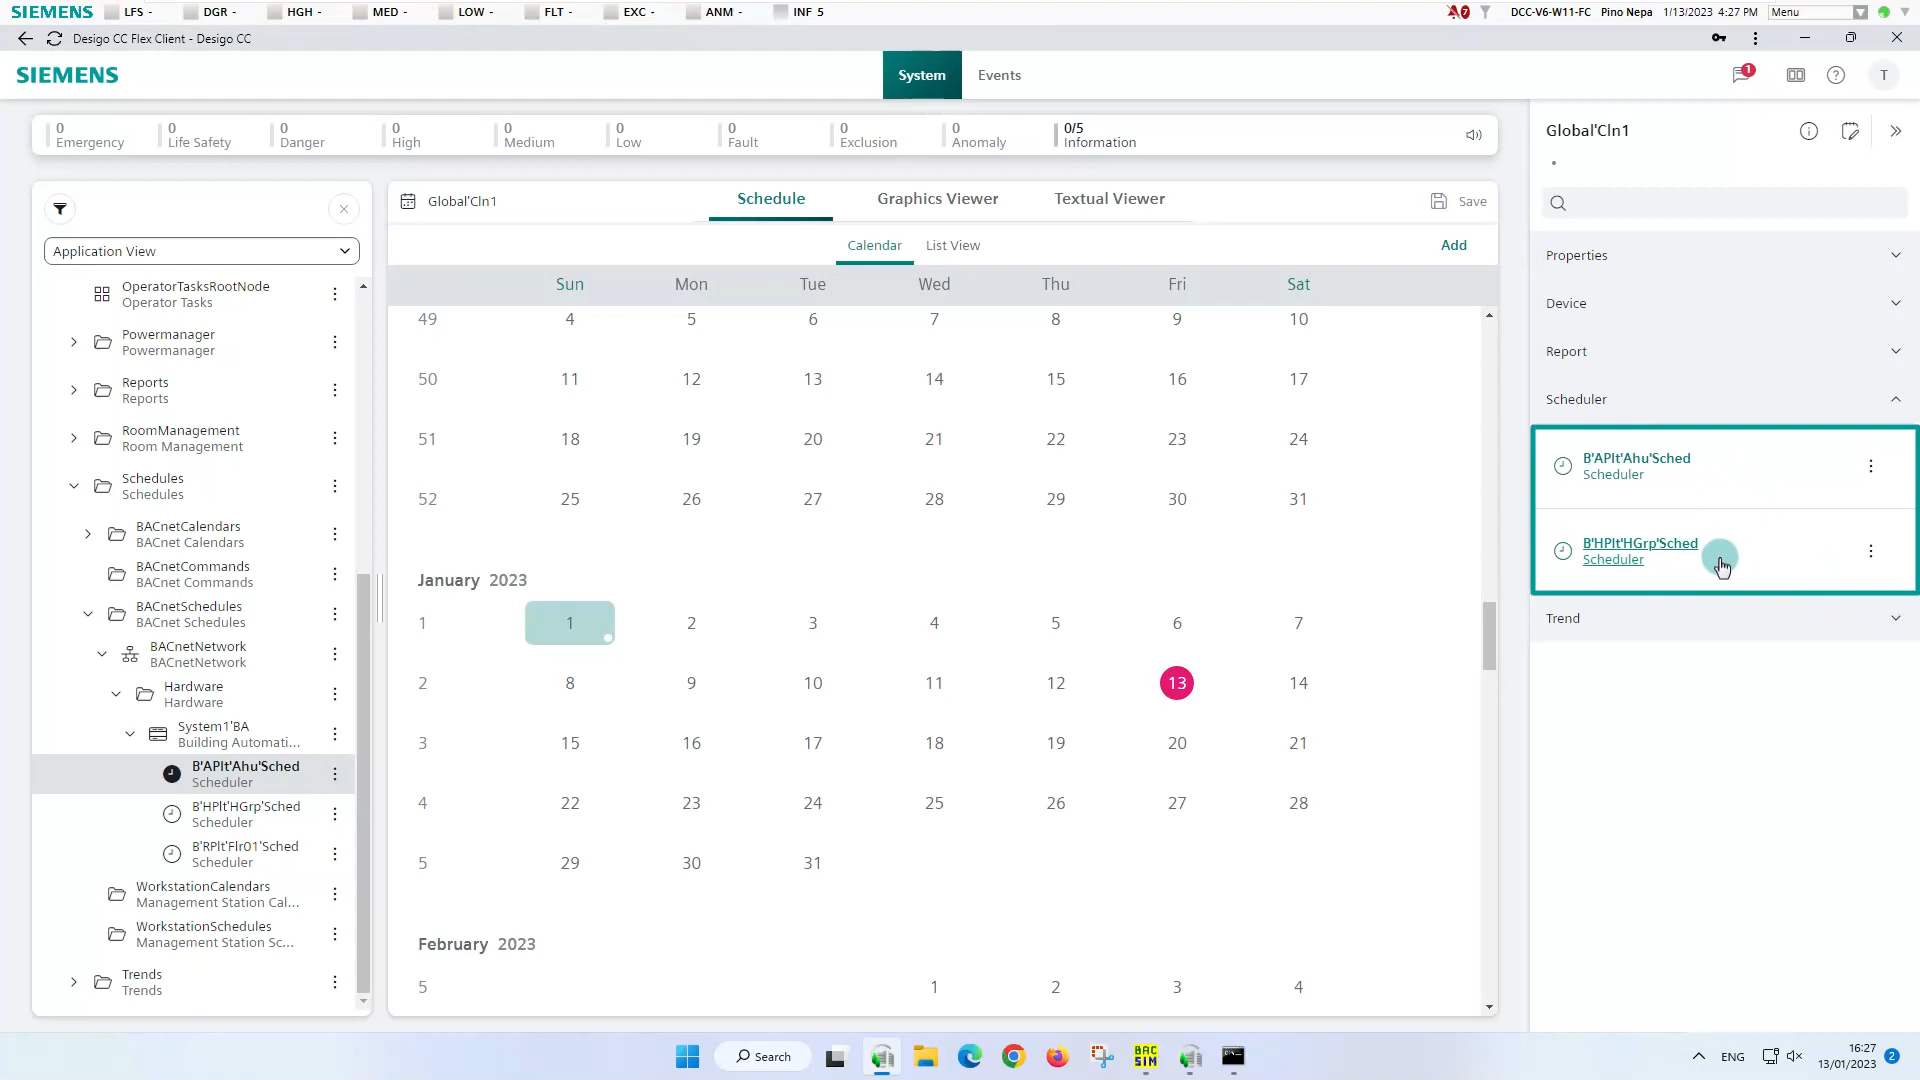 SIEMENS LFS - DGR - HGH - MED - LOW - FLT - EXC - ANM - INF 5 7 DCC-V6-W11-FC Pino Nepa 1/13/2023 4:27 PM Menu
Desigo CC Flex Client - Desigo CC
SIEMENS System Events 1 ? T
0 0 0 0 0 0 0 0 0 0/5
Emergency Life Safety Danger High Medium Low Fault Exclusion Anomaly Information
Application View
OperatorTasksRootNode
Operator Tasks
Powermanager
Powermanager
Reports
Reports
RoomManagement
Room Management
Schedules
Schedules
BACnetCalendars
BACnet Calendars
BACnetCommands
BACnet Commands
BACnetSchedules
BACnet Schedules
BACnetNetwork
BACnetNetwork
Hardware
Hardware
System1'BA
Building Automati...
B'APlt'Ahu'Sched
Scheduler
B'HPlt'HGrp'Sched
Scheduler
B'RPlt'Flr01'Sched
Scheduler
WorkstationCalendars
Management Station Cal...
WorkstationSchedules
Management Station Sc...
Trends
Trends
Global'Cln1 Schedule Graphics Viewer Textual Viewer Save
Calendar List View Add
Sun Mon Tue Wed Thu Fri Sat
49 4 5 6 7 8 9 10
50 11 12 13 14 15 16 17
51 18 19 20 21 22 23 24
52 25 26 27 28 29 30 31
January 2023
1 1 2 3 4 5 6 7
2 8 9 10 11 12 13 14
3 15 16 17 18 19 20 21
4 22 23 24 25 26 27 28
5 29 30 31
February 2023
5 1 2 3 4
Global'Cln1
Properties
Device
Report
Scheduler
B'APlt'Ahu'Sched
Scheduler
B'HPlt'HGrp'Sched
Scheduler
Trend
Search BAC SIM ENG 16:27
13/01/2023 2